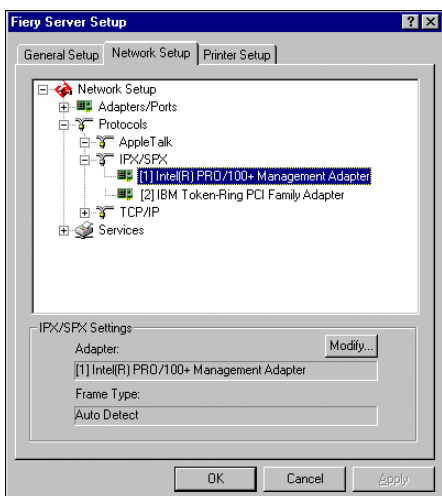 Fiery Server Setup
General Setup
Network Setup
Printer Setup
Network Setup
Adapters/Ports
Protocols
AppleTalk
IPX/SPX
[1] Intel(R) PRO/100+ Management Adapter
[2] IBM Token-Ring PCI Family Adapter
TCP/IP
Services
IPX/SPX Settings
Adapter:
Modify...
[1] Intel(R) PRO/100+ Management Adapter
Frame Type:
Auto Detect
OK
Cancel
Apply